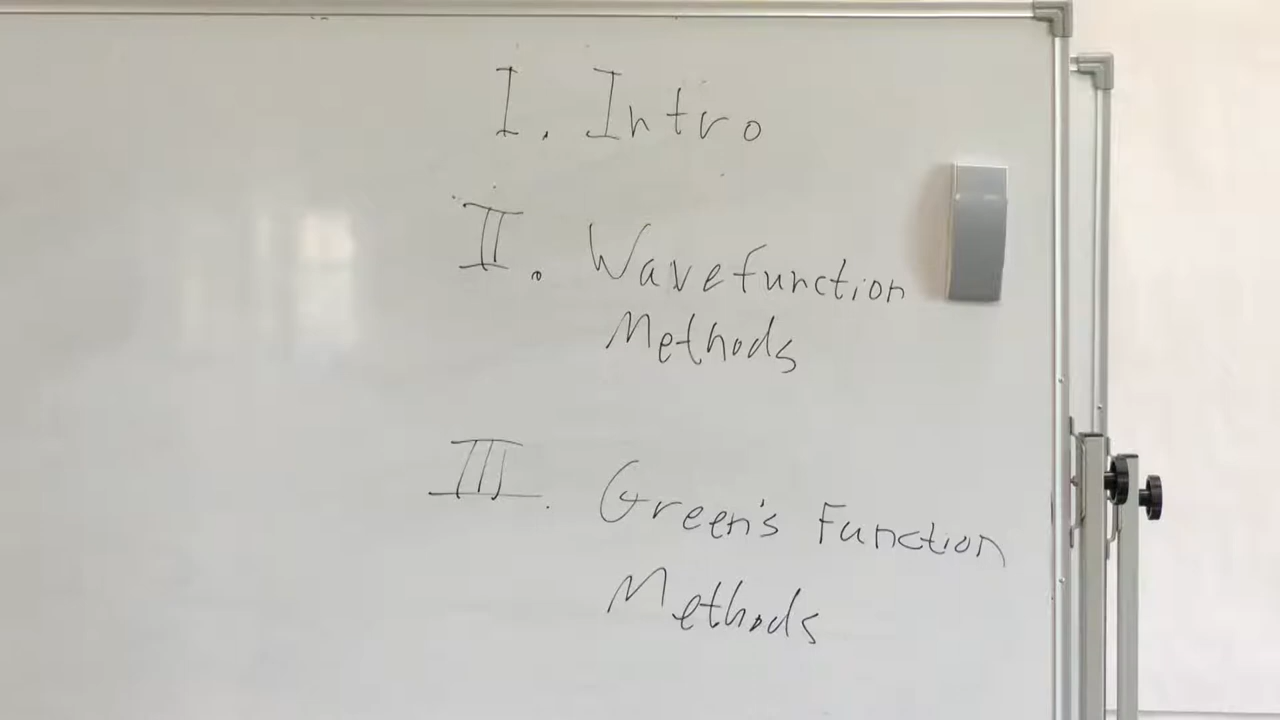 I. Intro
II. Wavefunction
Methods
III. Green's Function
Methods